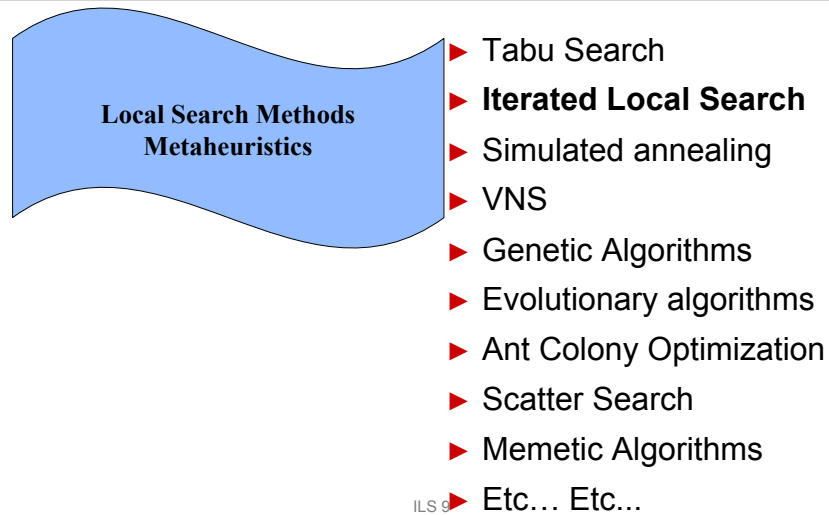 Local Search Methods
Metaheuristics
► Tabu Search
► Iterated Local Search
► Simulated annealing
► VNS
► Genetic Algorithms
► Evolutionary algorithms
► Ant Colony Optimization
► Scatter Search
► Memetic Algorithms
► Etc… Etc...
ILS 9